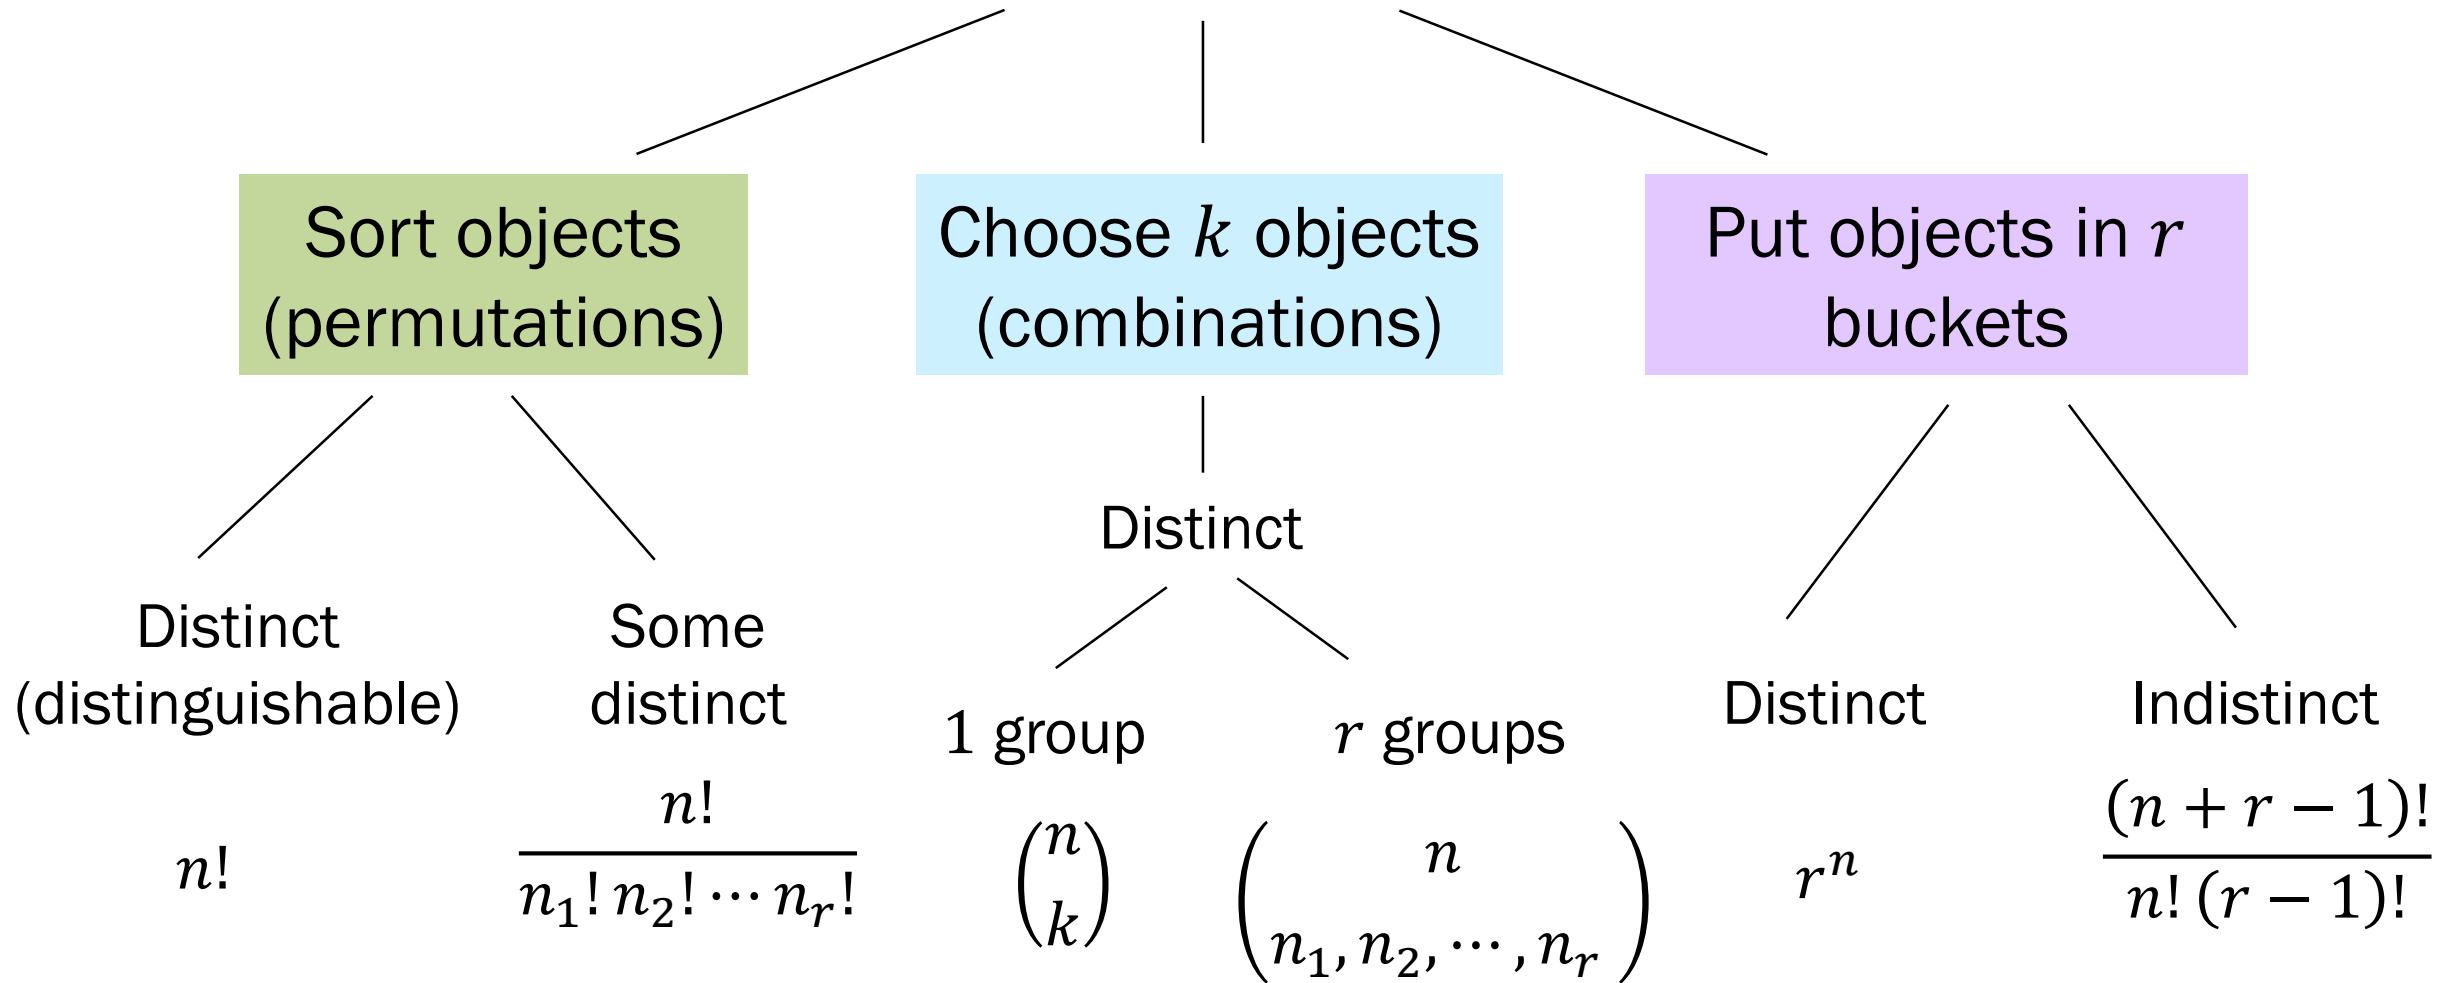 Sort objects
(permutations)
Choose k objects
(combinations)
Put objects in r
buckets
Distinct
Distinct
(distinguishable)
Some
distinct
1 group
r groups
Distinct
Indistinct
n!
n!
n₁! n₂! ⋯ nᵣ!
(n
k)
(n
n₁, n₂, ⋯ , nᵣ)
rⁿ
(n + r − 1)!
n! (r − 1)!